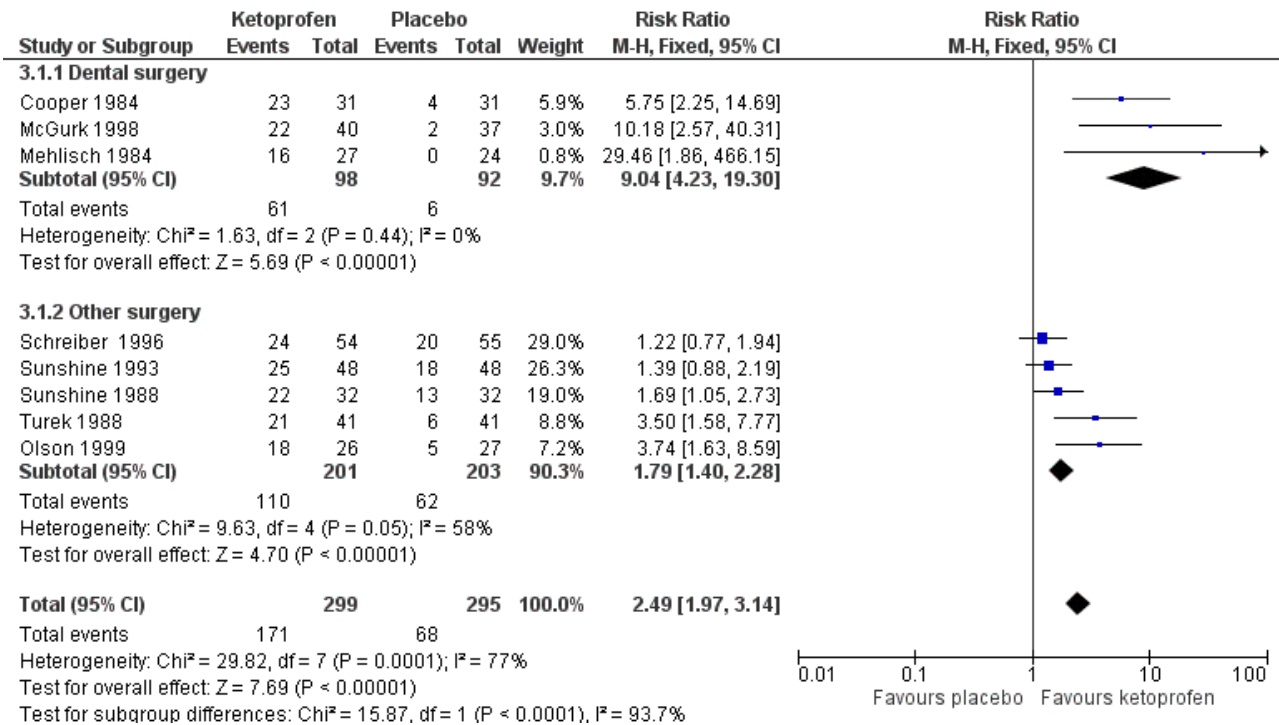 Ketoprofen Placebo Risk Ratio Risk Ratio
Study or Subgroup Events Total Events Total Weight M-H, Fixed, 95% CI M-H, Fixed, 95% CI
3.1.1 Dental surgery
Cooper 1984 23 31 4 31 5.9% 5.75 [2.25, 14.69]
McGurk 1998 22 40 2 37 3.0% 10.18 [2.57, 40.31]
Mehlisch 1984 16 27 0 24 0.8% 29.46 [1.86, 466.15]
Subtotal (95% CI) 98 92 9.7% 9.04 [4.23, 19.30]
Total events 61 6
Heterogeneity: Chi² = 1.63, df = 2 (P = 0.44); I² = 0%
Test for overall effect: Z = 5.69 (P < 0.00001)
3.1.2 Other surgery
Schreiber 1996 24 54 20 55 29.0% 1.22 [0.77, 1.94]
Sunshine 1993 25 48 18 48 26.3% 1.39 [0.88, 2.19]
Sunshine 1988 22 32 13 32 19.0% 1.69 [1.05, 2.73]
Turek 1988 21 41 6 41 8.8% 3.50 [1.58, 7.77]
Olson 1999 18 26 5 27 7.2% 3.74 [1.63, 8.59]
Subtotal (95% CI) 201 203 90.3% 1.79 [1.40, 2.28]
Total events 110 62
Heterogeneity: Chi² = 9.63, df = 4 (P = 0.05); I² = 58%
Test for overall effect: Z = 4.70 (P < 0.00001)
Total (95% CI) 299 295 100.0% 2.49 [1.97, 3.14]
Total events 171 68
Heterogeneity: Chi² = 29.82, df = 7 (P = 0.0001); I² = 77%
Test for overall effect: Z = 7.69 (P < 0.00001)
Test for subgroup differences: Chi² = 15.87, df = 1 (P < 0.0001), I² = 93.7%
0.01 0.1 1 10 100
Favours placebo Favours ketoprofen